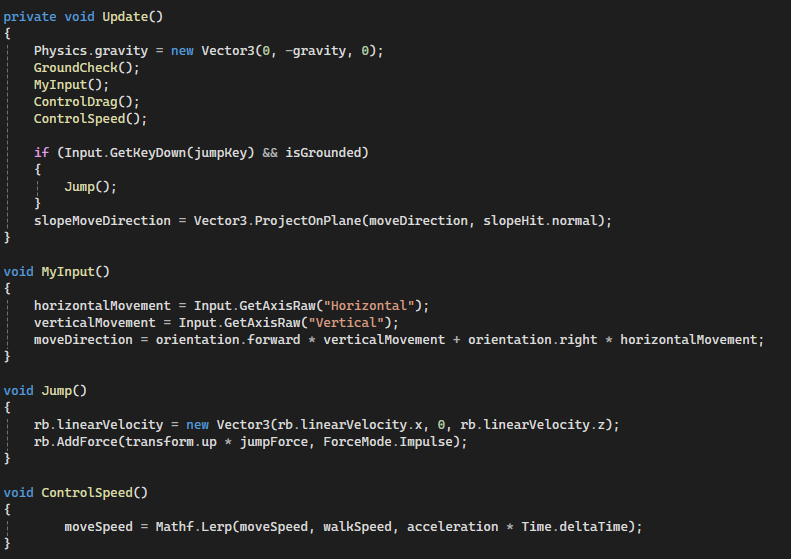 private void Update()
{
    Physics.gravity = new Vector3(0, -gravity, 0);
    GroundCheck();
    MyInput();
    ControlDrag();
    ControlSpeed();

    if (Input.GetKeyDown(jumpKey) && isGrounded)
    {
        Jump();
    }
    slopeMoveDirection = Vector3.ProjectOnPlane(moveDirection, slopeHit.normal);
}

void MyInput()
{
    horizontalMovement = Input.GetAxisRaw("Horizontal");
    verticalMovement = Input.GetAxisRaw("Vertical");
    moveDirection = orientation.forward * verticalMovement + orientation.right * horizontalMovement;
}

void Jump()
{
    rb.linearVelocity = new Vector3(rb.linearVelocity.x, 0, rb.linearVelocity.z);
    rb.AddForce(transform.up * jumpForce, ForceMode.Impulse);
}

void ControlSpeed()
{
        moveSpeed = Mathf.Lerp(moveSpeed, walkSpeed, acceleration * Time.deltaTime);
}